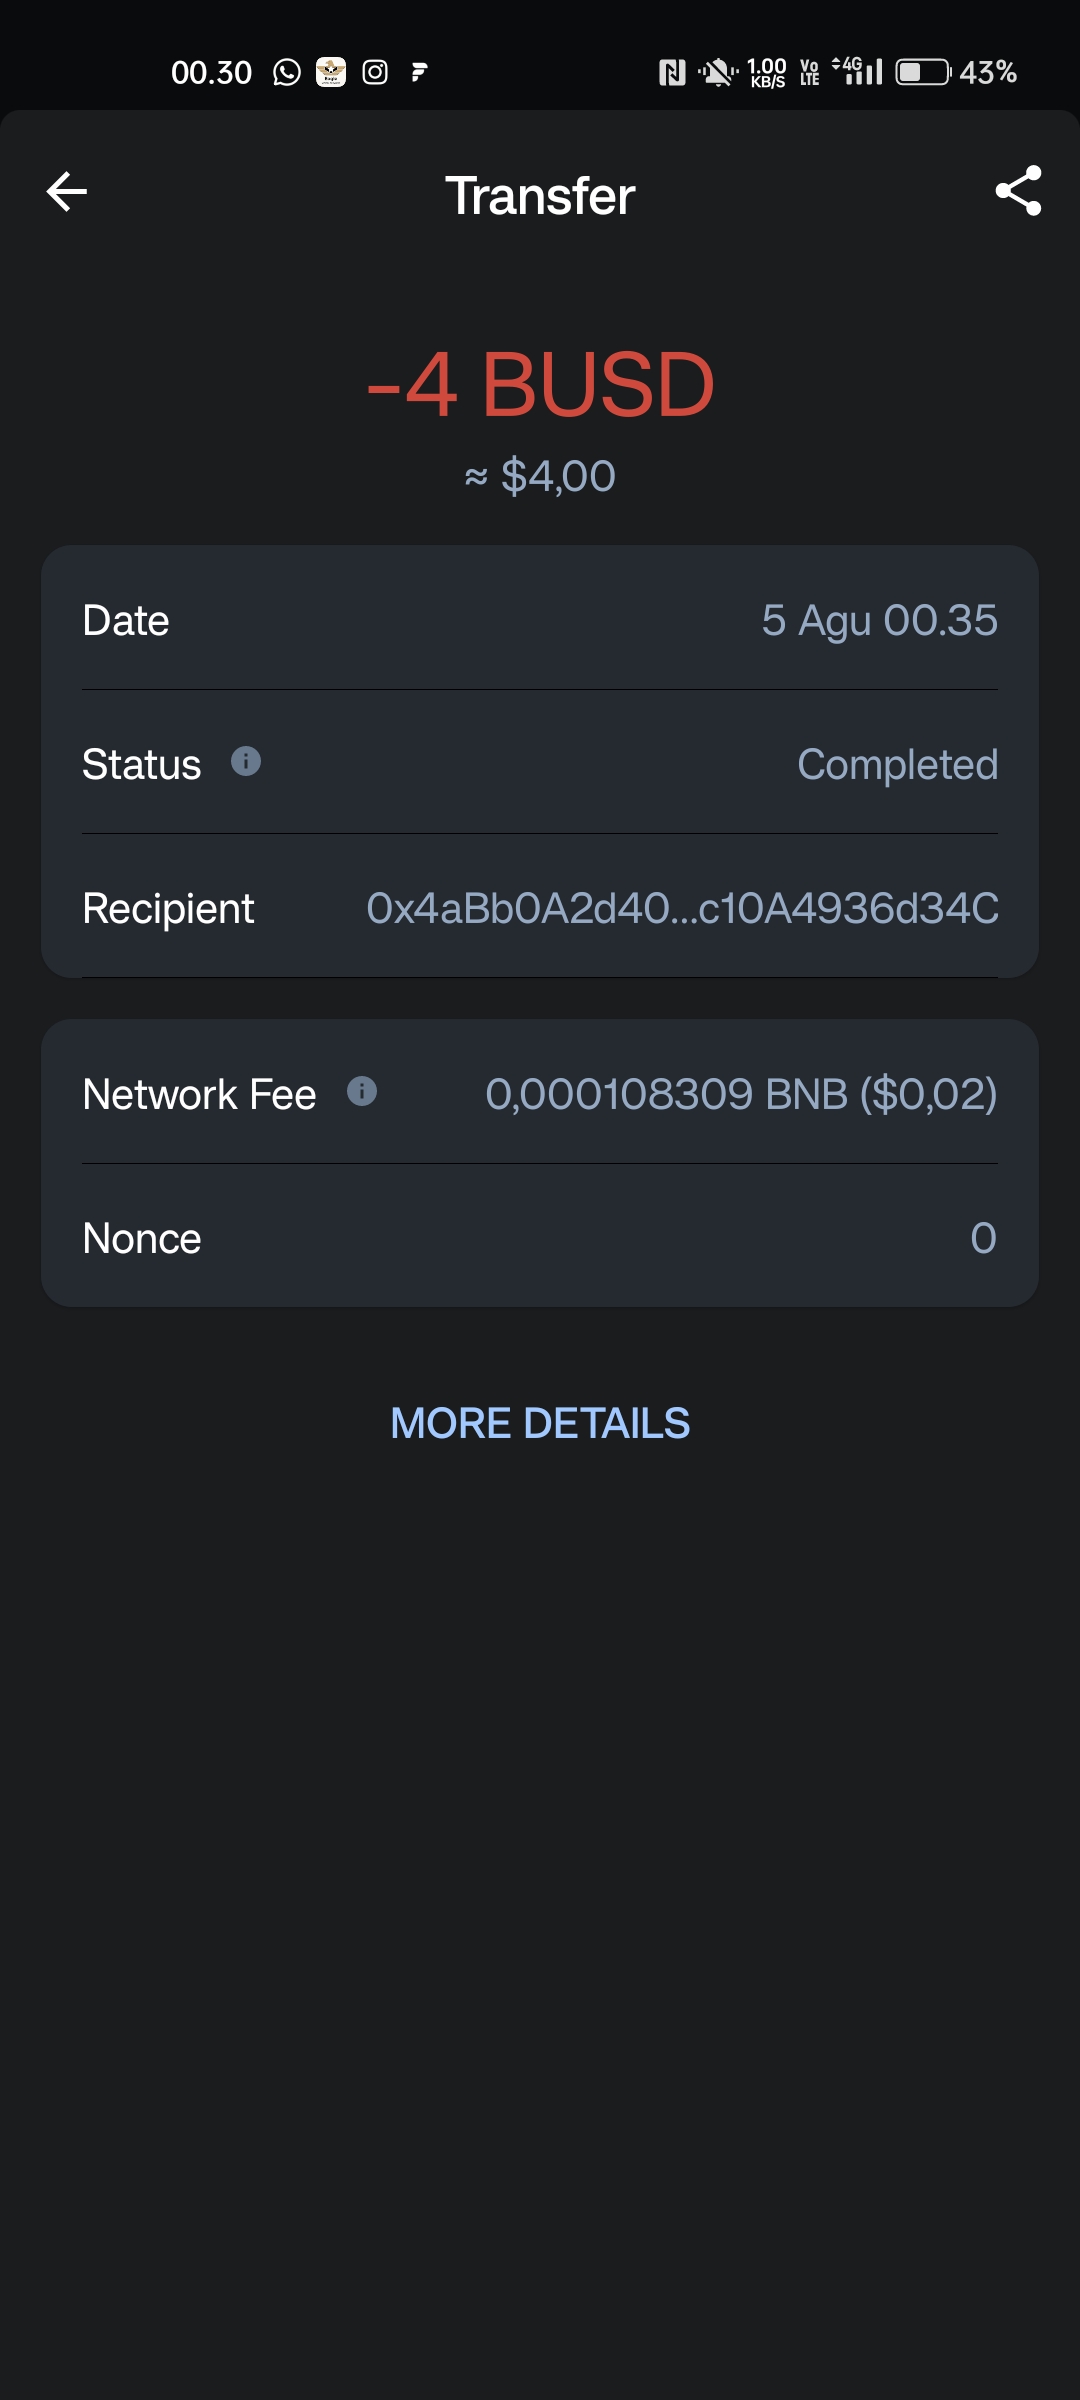 00.30 1.00 KB/S Vo LTE 4G 43%
Transfer
-4 BUSD
≈ $4,00
Date 5 Agu 00.35
Status Completed
Recipient 0x4aBb0A2d40...c10A4936d34C
Network Fee 0,000108309 BNB ($0,02)
Nonce 0
MORE DETAILS